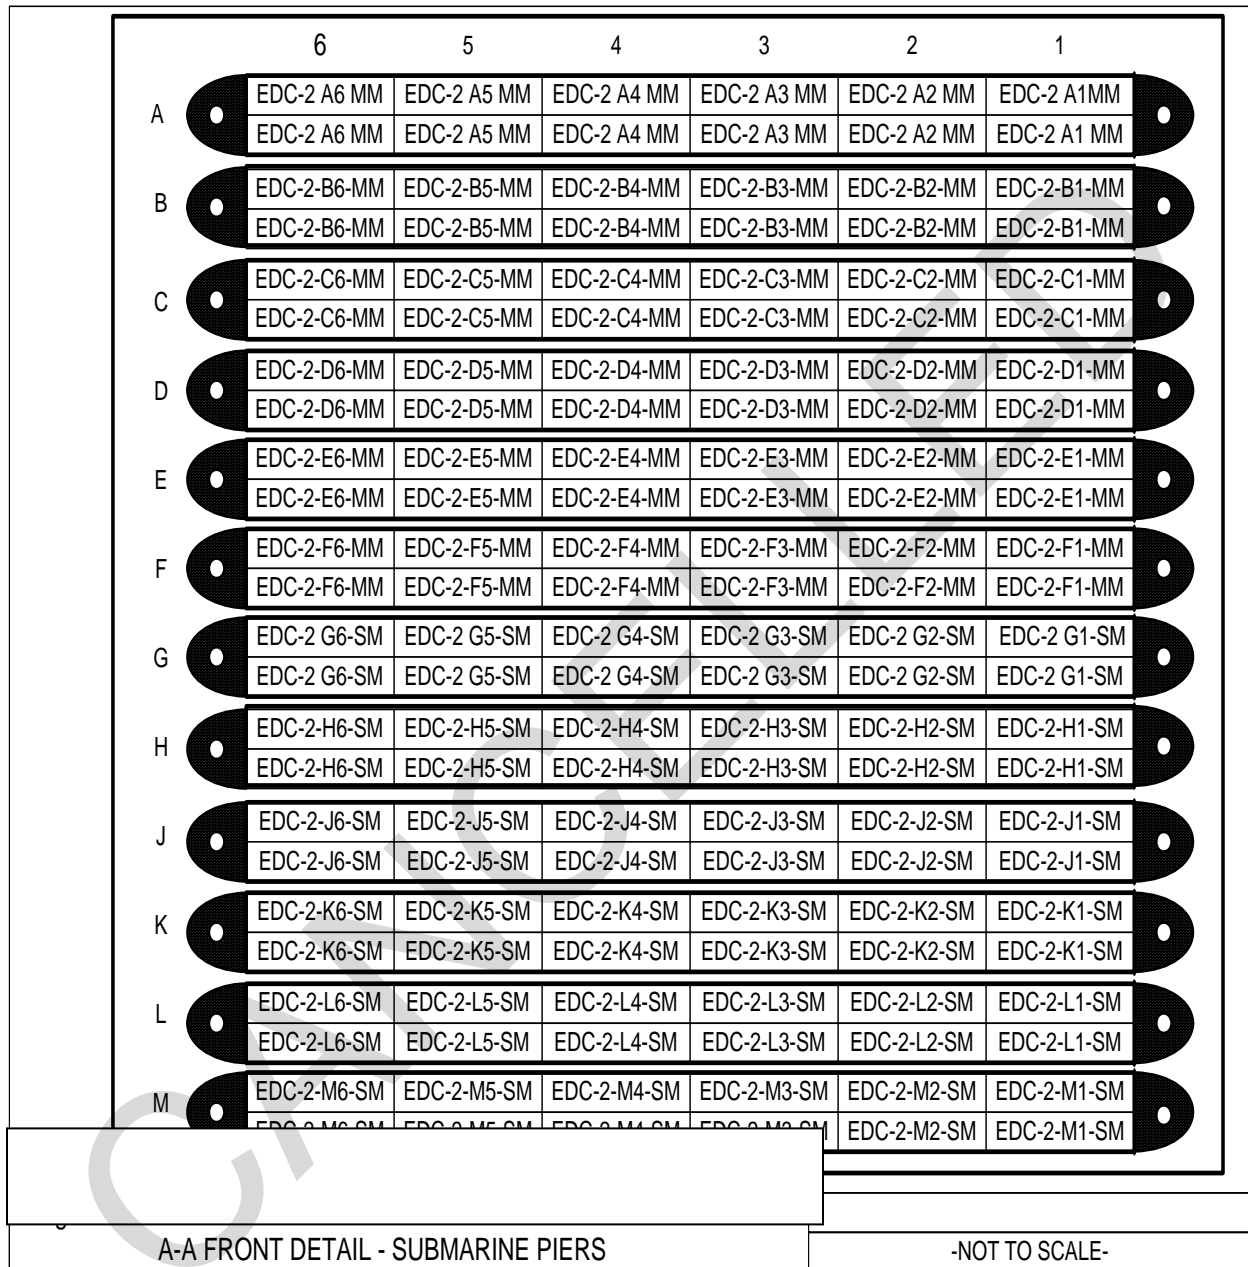 6 5 4 3 2 1
A
EDC-2 A6 MM EDC-2 A5 MM EDC-2 A4 MM EDC-2 A3 MM EDC-2 A2 MM EDC-2 A1MM
EDC-2 A6 MM EDC-2 A5 MM EDC-2 A4 MM EDC-2 A3 MM EDC-2 A2 MM EDC-2 A1 MM
B
EDC-2-B6-MM EDC-2-B5-MM EDC-2-B4-MM EDC-2-B3-MM EDC-2-B2-MM EDC-2-B1-MM
EDC-2-B6-MM EDC-2-B5-MM EDC-2-B4-MM EDC-2-B3-MM EDC-2-B2-MM EDC-2-B1-MM
C
EDC-2-C6-MM EDC-2-C5-MM EDC-2-C4-MM EDC-2-C3-MM EDC-2-C2-MM EDC-2-C1-MM
EDC-2-C6-MM EDC-2-C5-MM EDC-2-C4-MM EDC-2-C3-MM EDC-2-C2-MM EDC-2-C1-MM
D
EDC-2-D6-MM EDC-2-D5-MM EDC-2-D4-MM EDC-2-D3-MM EDC-2-D2-MM EDC-2-D1-MM
EDC-2-D6-MM EDC-2-D5-MM EDC-2-D4-MM EDC-2-D3-MM EDC-2-D2-MM EDC-2-D1-MM
E
EDC-2-E6-MM EDC-2-E5-MM EDC-2-E4-MM EDC-2-E3-MM EDC-2-E2-MM EDC-2-E1-MM
EDC-2-E6-MM EDC-2-E5-MM EDC-2-E4-MM EDC-2-E3-MM EDC-2-E2-MM EDC-2-E1-MM
F
EDC-2-F6-MM EDC-2-F5-MM EDC-2-F4-MM EDC-2-F3-MM EDC-2-F2-MM EDC-2-F1-MM
EDC-2-F6-MM EDC-2-F5-MM EDC-2-F4-MM EDC-2-F3-MM EDC-2-F2-MM EDC-2-F1-MM
G
EDC-2 G6-SM EDC-2 G5-SM EDC-2 G4-SM EDC-2 G3-SM EDC-2 G2-SM EDC-2 G1-SM
EDC-2 G6-SM EDC-2 G5-SM EDC-2 G4-SM EDC-2 G3-SM EDC-2 G2-SM EDC-2 G1-SM
H
EDC-2-H6-SM EDC-2-H5-SM EDC-2-H4-SM EDC-2-H3-SM EDC-2-H2-SM EDC-2-H1-SM
EDC-2-H6-SM EDC-2-H5-SM EDC-2-H4-SM EDC-2-H3-SM EDC-2-H2-SM EDC-2-H1-SM
J
EDC-2-J6-SM EDC-2-J5-SM EDC-2-J4-SM EDC-2-J3-SM EDC-2-J2-SM EDC-2-J1-SM
EDC-2-J6-SM EDC-2-J5-SM EDC-2-J4-SM EDC-2-J3-SM EDC-2-J2-SM EDC-2-J1-SM
K
EDC-2-K6-SM EDC-2-K5-SM EDC-2-K4-SM EDC-2-K3-SM EDC-2-K2-SM EDC-2-K1-SM
EDC-2-K6-SM EDC-2-K5-SM EDC-2-K4-SM EDC-2-K3-SM EDC-2-K2-SM EDC-2-K1-SM
L
EDC-2-L6-SM EDC-2-L5-SM EDC-2-L4-SM EDC-2-L3-SM EDC-2-L2-SM EDC-2-L1-SM
EDC-2-L6-SM EDC-2-L5-SM EDC-2-L4-SM EDC-2-L3-SM EDC-2-L2-SM EDC-2-L1-SM
M
EDC-2-M6-SM EDC-2-M5-SM EDC-2-M4-SM EDC-2-M3-SM EDC-2-M2-SM EDC-2-M1-SM
EDC-2-M2-SM EDC-2-M1-SM
A-A FRONT DETAIL - SUBMARINE PIERS
-NOT TO SCALE-
CANCELLED